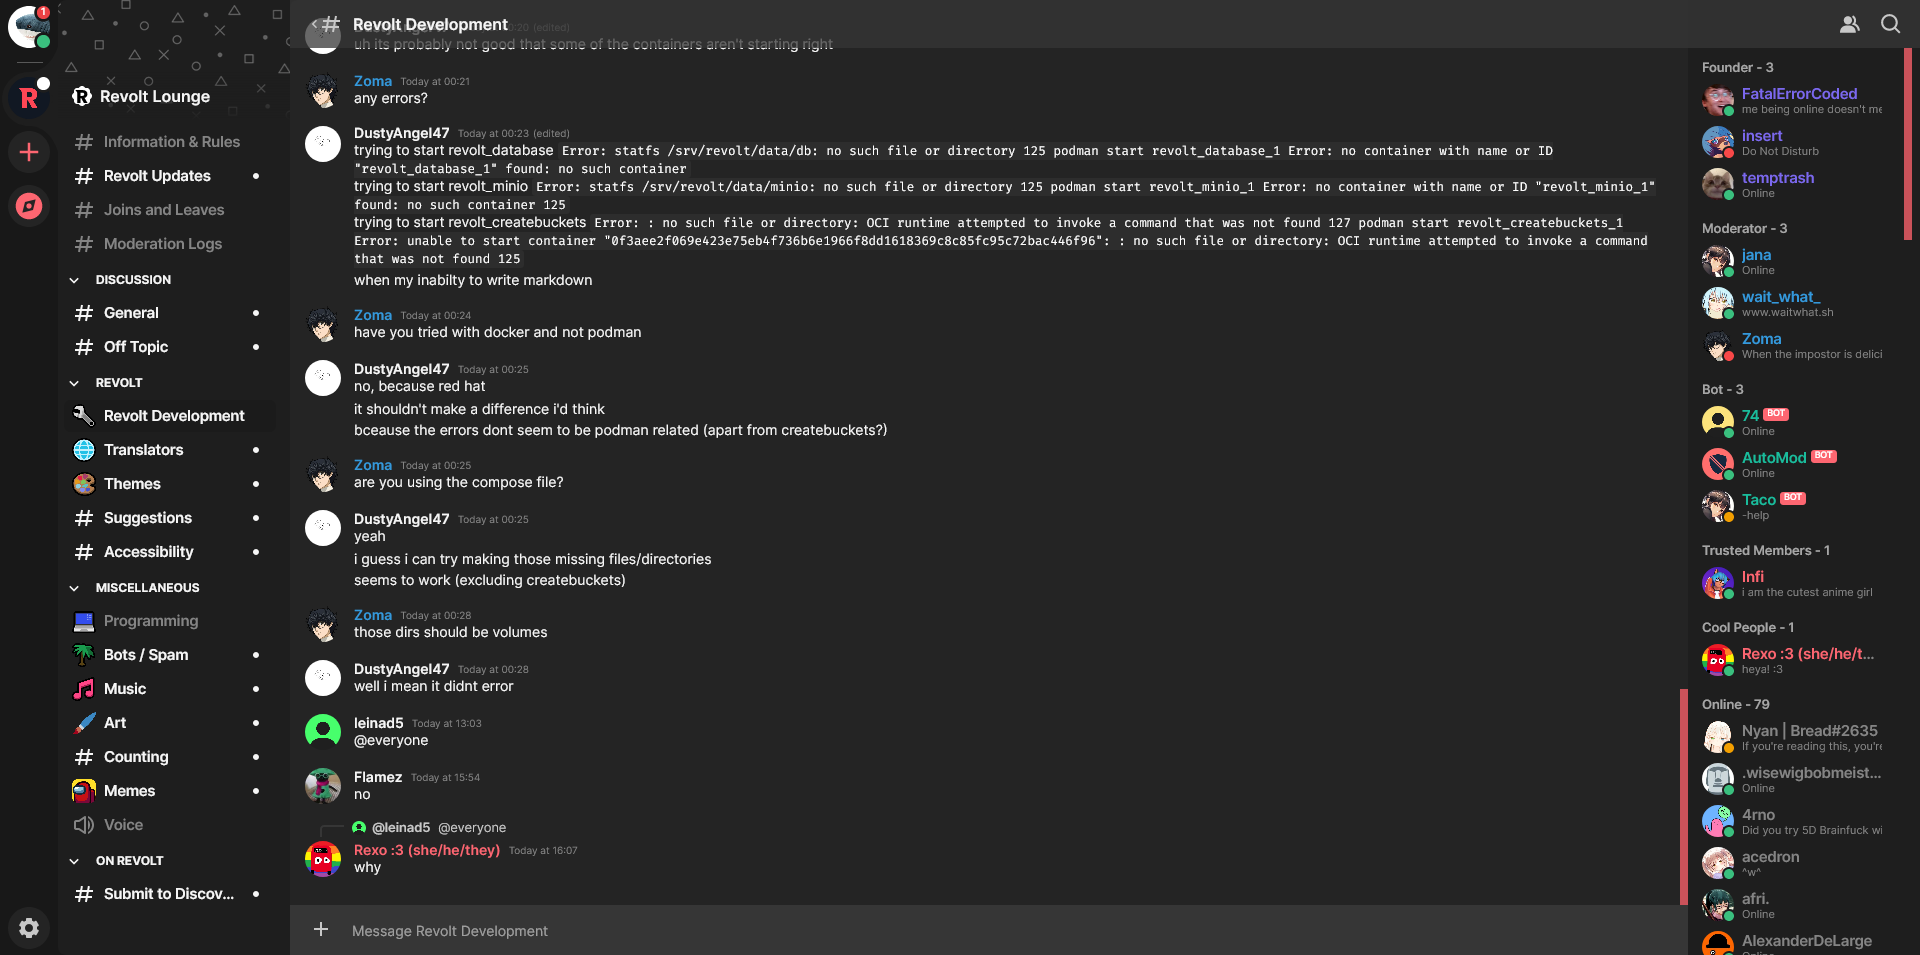 1
R
Revolt Lounge
Information & Rules
Revolt Updates
Joins and Leaves
Moderation Logs
DISCUSSION
General
Off Topic
REVOLT
Revolt Development
Translators
Themes
Suggestions
Accessibility
MISCELLANEOUS
Programming
Bots / Spam
Music
Art
Counting
Memes
Voice
ON REVOLT
Submit to Discov...
Revolt Development
(edited)
uh its probably not good that some of the containers aren't starting right
Zoma Today at 00:21
any errors?
DustyAngel47 Today at 00:23 (edited)
trying to start revolt_database Error: statfs /srv/revolt/data/db: no such file or directory 125 podman start revolt_database_1 Error: no container with name or ID
"revolt_database_1" found: no such container
trying to start revolt_minio Error: statfs /srv/revolt/data/minio: no such file or directory 125 podman start revolt_minio_1 Error: no container with name or ID "revolt_minio_1"
found: no such container 125
trying to start revolt_createbuckets Error: : no such file or directory: OCI runtime attempted to invoke a command that was not found 127 podman start revolt_createbuckets_1
Error: unable to start container "0f3aee2f069e423e75eb4f736b6e1966f8dd1618369c8c85fc95c72bac446f96": : no such file or directory: OCI runtime attempted to invoke a command
that was not found 125
when my inabilty to write markdown
Zoma Today at 00:24
have you tried with docker and not podman
DustyAngel47 Today at 00:25
no, because red hat
it shouldn't make a difference i'd think
bceause the errors dont seem to be podman related (apart from createbuckets?)
Zoma Today at 00:25
are you using the compose file?
DustyAngel47 Today at 00:25
yeah
i guess i can try making those missing files/directories
seems to work (excluding createbuckets)
Zoma Today at 00:28
those dirs should be volumes
DustyAngel47 Today at 00:28
well i mean it didnt error
leinad5 Today at 13:03
@everyone
Flamez Today at 15:54
no
@leinad5 @everyone
Rexo :3 (she/he/they) Today at 16:07
why
Message Revolt Development
Founder - 3
FatalErrorCoded
me being online doesn't me
insert
Do Not Disturb
temptrash
Online
Moderator - 3
jana
Online
wait_what_
www.waitwhat.sh
Zoma
When the impostor is delici
Bot - 3
74 BOT
Online
AutoMod BOT
Online
Taco BOT
-help
Trusted Members - 1
Infi
i am the cutest anime girl
Cool People - 1
Rexo :3 (she/he/t...
heya! :3
Online - 79
Nyan | Bread#2635
If you're reading this, you're
.wisewigbobmeist...
Online
4rno
Did you try 5D Brainfuck wi
acedron
^w^
afri.
Online
AlexanderDeLarge